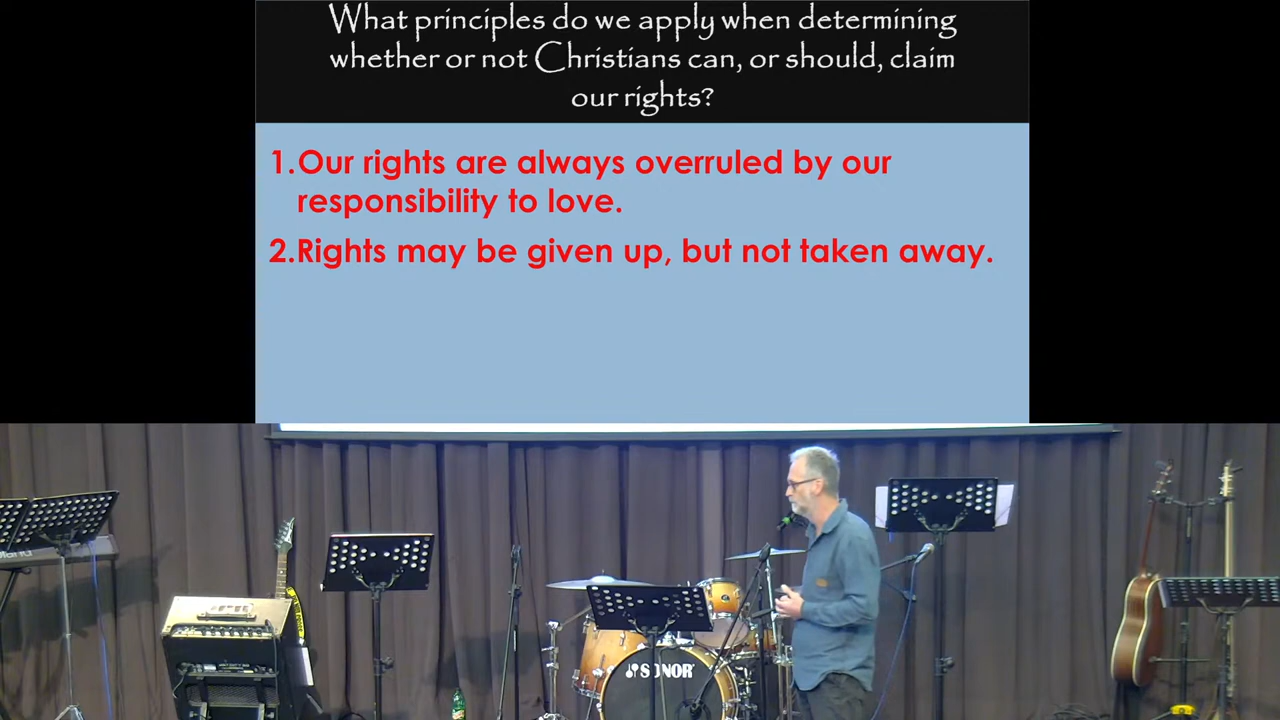 What principles do we apply when determining
whether or not Christians can, or should, claim
our rights?
1.Our rights are always overruled by our
responsibility to love.
2.Rights may be given up, but not taken away.
SONOR